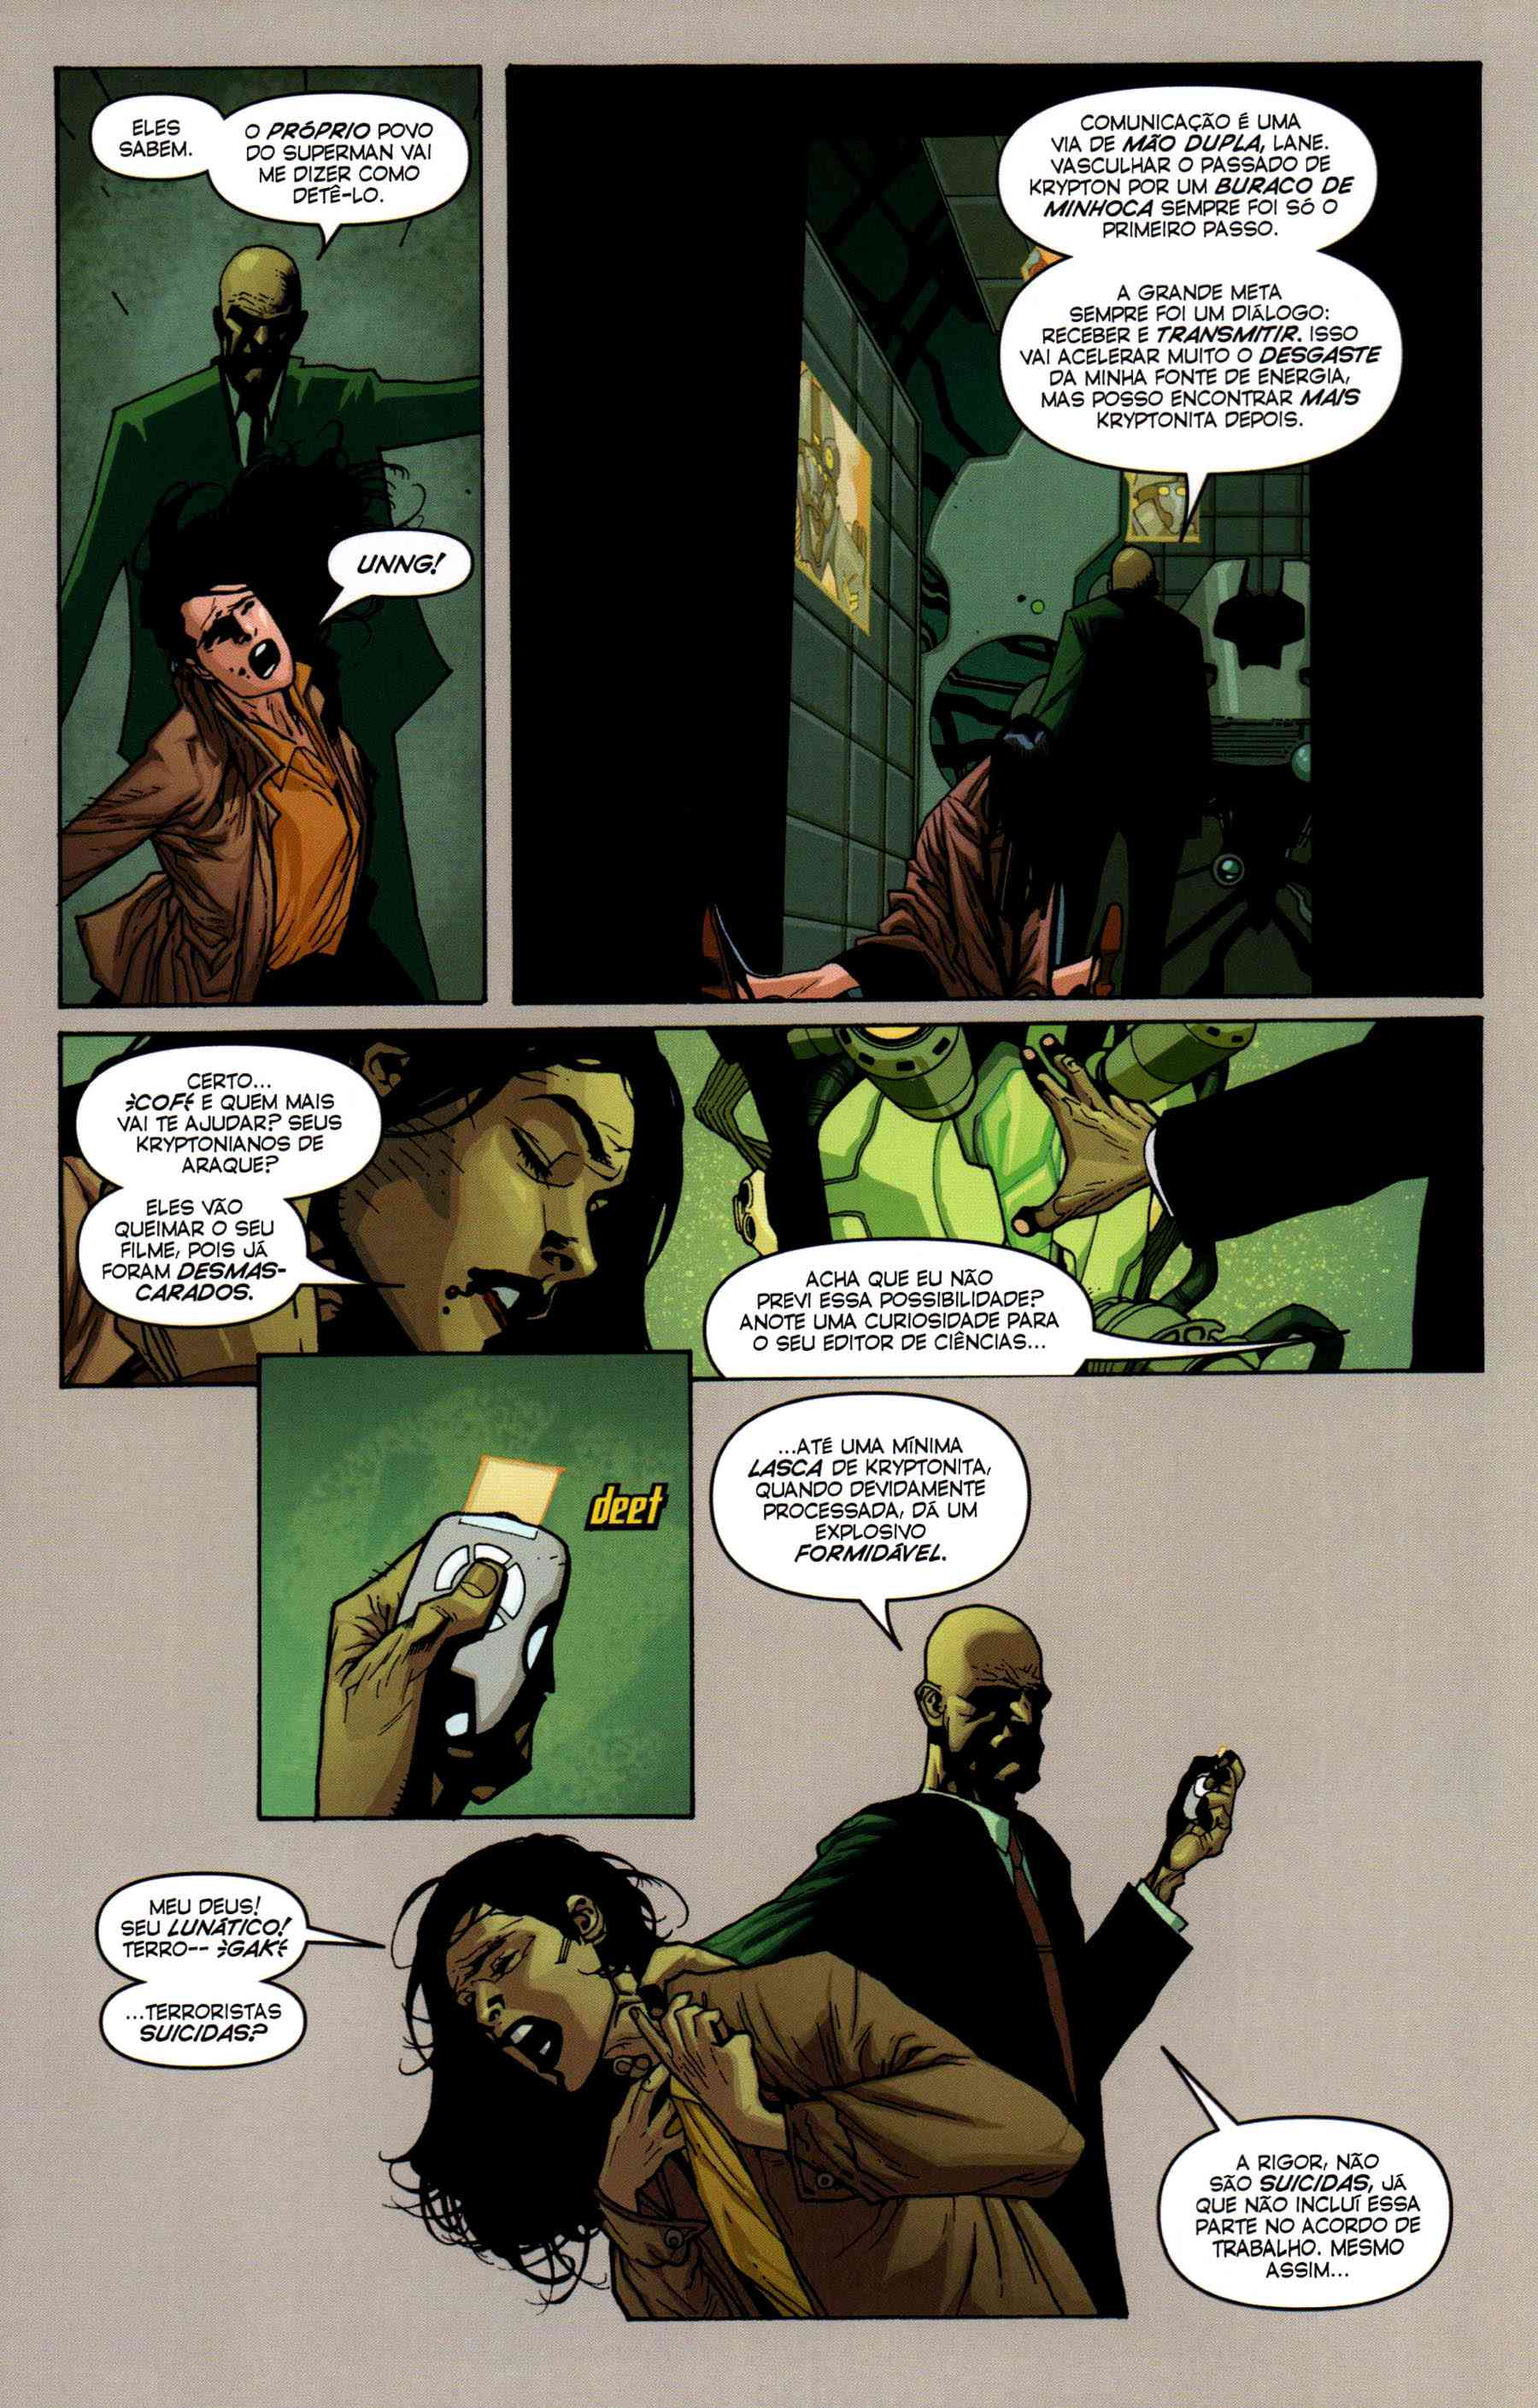 ELES
SABEM.
O PRÓPRIO POVO
DO SUPERMAN VAI
ME DIZER COMO
DETÊ-LO.
UNNG!
COMUNICAÇÃO É UMA
VIA DE MÃO DUPLA, LANE.
VASCULHAR O PASSADO DE
KRYPTON POR UM BURACO DE
MINHOCA SEMPRE FOI SÓ O
PRIMEIRO PASSO.
A GRANDE META
SEMPRE FOI UM DIÁLOGO:
RECEBER E TRANSMITIR. ISSO
VAI ACELERAR MUITO O DESGASTE
DA MINHA FONTE DE ENERGIA,
MAS POSSO ENCONTRAR MAIS
KRYPTONITA DEPOIS.
CERTO...
COF E QUEM MAIS
VAI TE AJUDAR? SEUS
KRYPTONIANOS DE
ARAQUE?
ELES VÃO
QUEIMAR O SEU
FILME, POIS JÁ
FORAM DESMAS-
CARADOS.
ACHA QUE EU NÃO
PREVI ESSA POSSIBILIDADE?
ANOTE UMA CURIOSIDADE PARA
O SEU EDITOR DE CIÊNCIAS...
deet
...ATÉ UMA MÍNIMA
LASCA DE KRYPTONITA,
QUANDO DEVIDAMENTE
PROCESSADA, DÁ UM
EXPLOSIVO
FORMIDÁVEL.
MEU DEUS!
SEU LUNÁTICO!
TERRO-- GAK
...TERRORISTAS
SUICIDAS?
A RIGOR, NÃO
SÃO SUICIDAS, JÁ
QUE NÃO INCLUÍ ESSA
PARTE NO ACORDO DE
TRABALHO. MESMO
ASSIM...